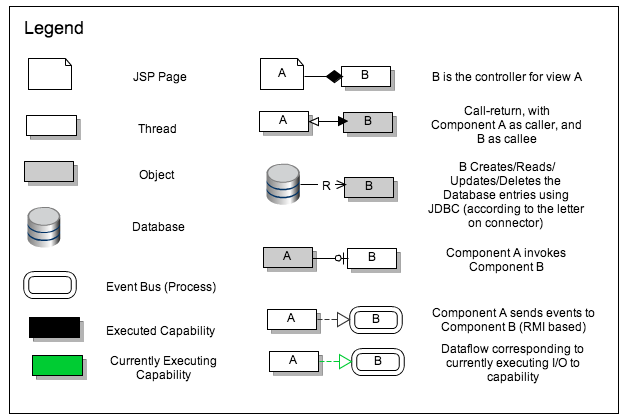 Legend
JSP Page
A
B
B is the controller for view A
Thread
A
B
Call-return, with
Component A as caller, and
B as callee
Object
R
B
B Creates/Reads/
Updates/Deletes the
Database entries using
JDBC (according to the letter
on connector)
Database
A
B
Component A invokes
Component B
Event Bus (Process)
A
B
Component A sends events to
Component B (RMI based)
Executed Capability
A
B
Dataflow corresponding to
currently executing I/O to
capability
Currently Executing
Capability